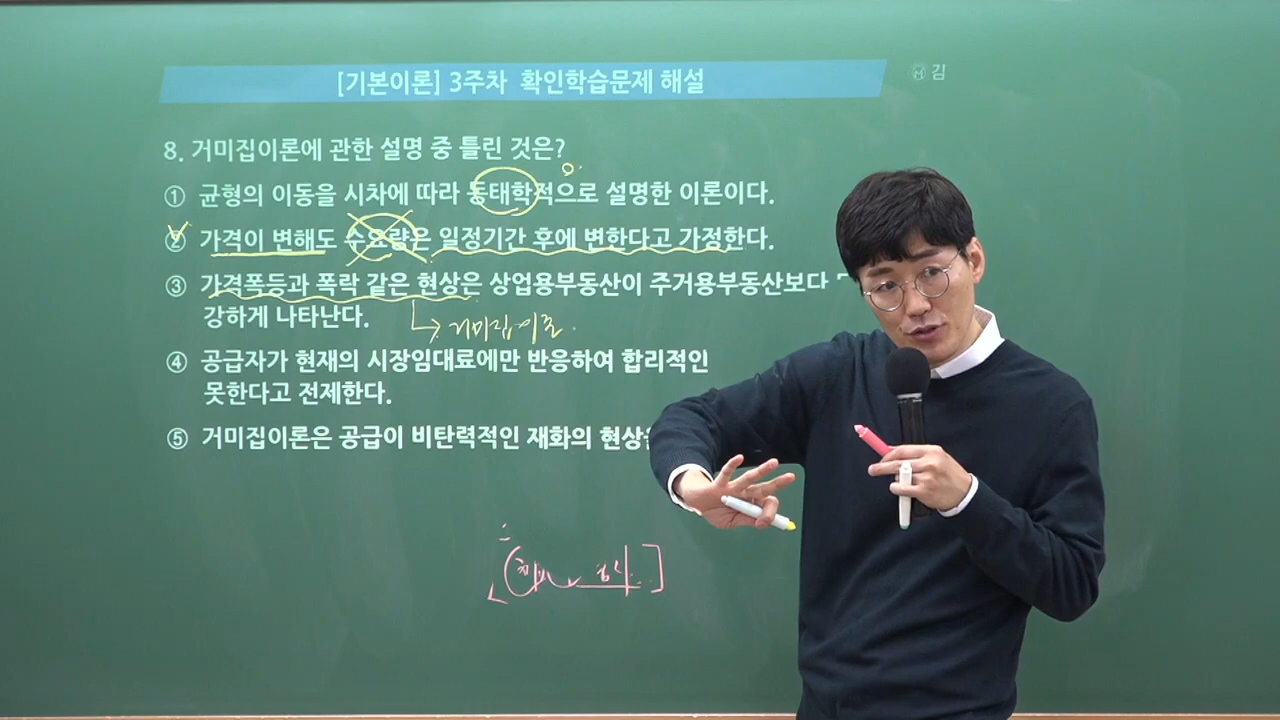 [기본이론] 3주차 확인학습문제 해설
김
8. 거미집이론에 관한 설명 중 틀린 것은?
① 균형의 이동을 시차에 따라 동태학적으로 설명한 이론이다.
② 가격이 변해도 수요량은 일정기간 후에 변한다고 가정한다.
③ 가격폭등과 폭락 같은 현상은 상업용부동산이 주거용부동산보다
강하게 나타난다.
→ 거미집이론.
④ 공급자가 현재의 시장임대료에만 반응하여 합리적인
못한다고 전제한다.
⑤ 거미집이론은 공급이 비탄력적인 재화의 현상을